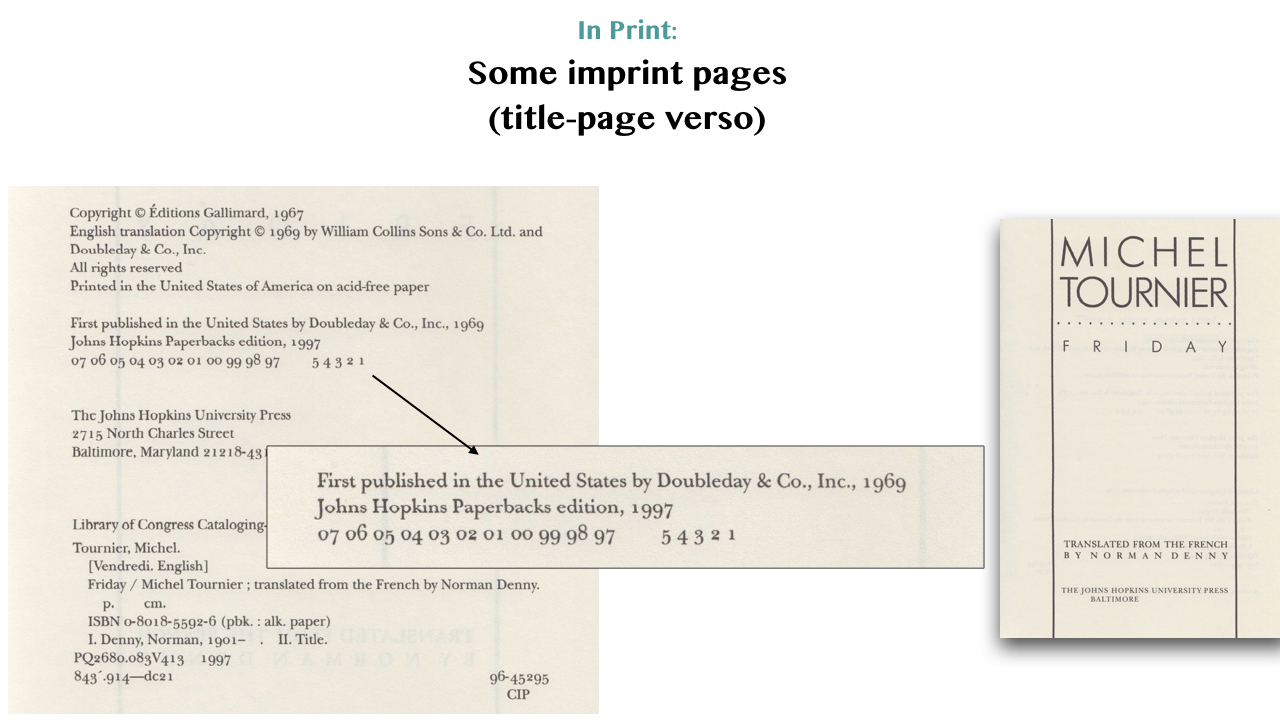 In Print:
Some imprint pages
(title-page verso)
Copyright © Éditions Gallimard, 1967
English translation Copyright © 1969 by William Collins Sons & Co. Ltd. and
Doubleday & Co., Inc.
All rights reserved
Printed in the United States of America on acid-free paper
First published in the United States by Doubleday & Co., Inc., 1969
Johns Hopkins Paperbacks edition, 1997
07 06 05 04 03 02 01 00 99 98 97 5 4 3 2 1
The Johns Hopkins University Press
2715 North Charles Street
Baltimore, Maryland 21218-431
Library of Congress Cataloging-
Tournier, Michel.
[Vendredi. English]
Friday / Michel Tournier ; translated from the French by Norman Denny.
p. cm.
ISBN 0-8018-5592-6 (pbk. : alk. paper)
I. Denny, Norman, 1901– . II. Title.
PQ2680.083V413 1997
843´.914—dc21 96-45295
CIP
First published in the United States by Doubleday & Co., Inc., 1969
Johns Hopkins Paperbacks edition, 1997
07 06 05 04 03 02 01 00 99 98 97 5 4 3 2 1
MICHEL
TOURNIER
FRIDAY
TRANSLATED FROM THE FRENCH
BY NORMAN DENNY
THE JOHNS HOPKINS UNIVERSITY PRESS
BALTIMORE